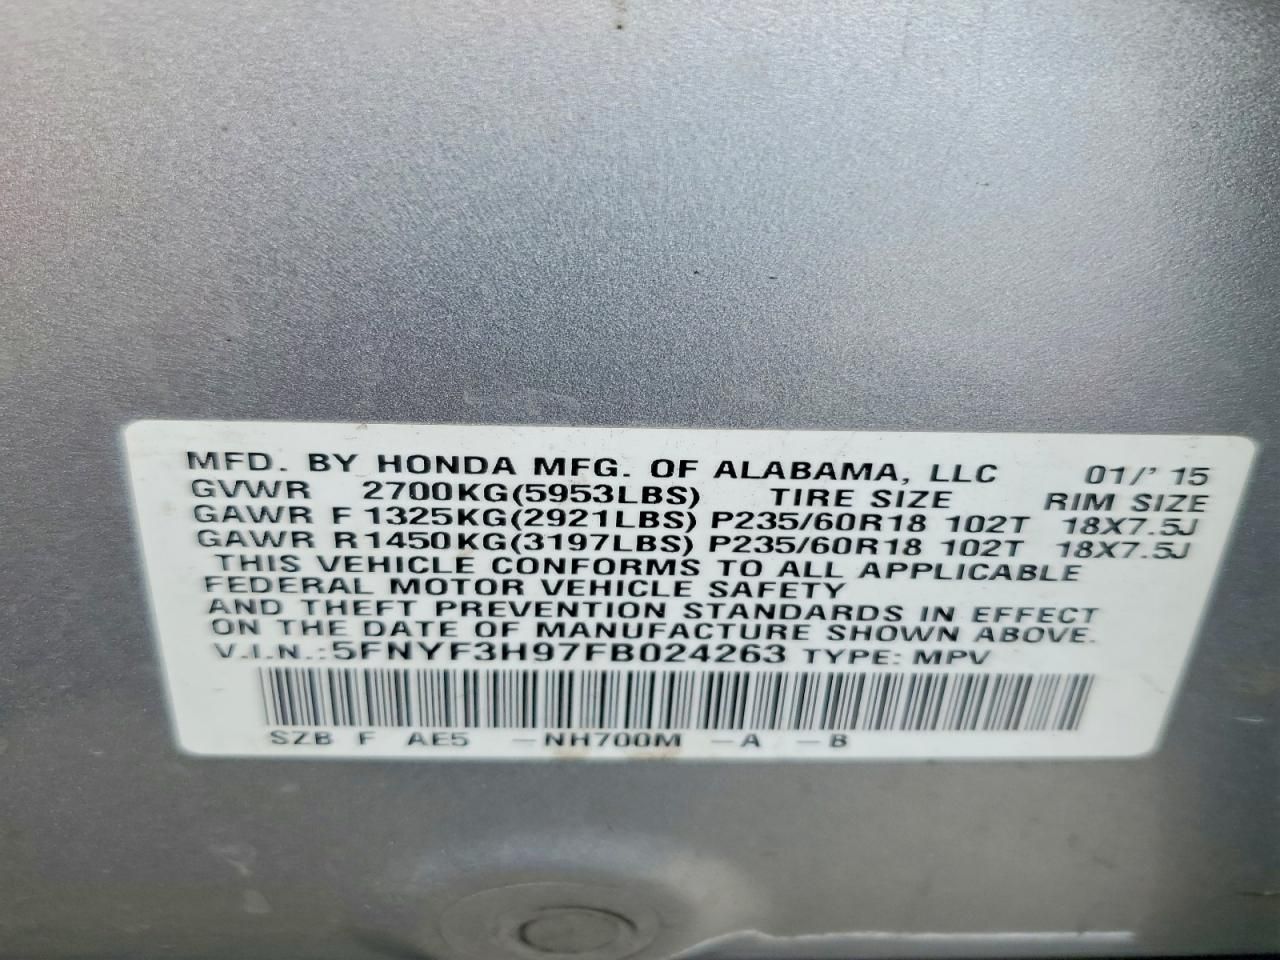 MFD. BY HONDA MFG. OF ALABAMA, LLC 01/'15
GVWR 2700KG(5953LBS) TIRE SIZE RIM SIZE
GAWR F 1325KG(2921LBS) P235/60R18 102T 18X7.5J
GAWR R 1450KG(3197LBS) P235/60R18 102T 18X7.5J
THIS VEHICLE CONFORMS TO ALL APPLICABLE
FEDERAL MOTOR VEHICLE SAFETY
AND THEFT PREVENTION STANDARDS IN EFFECT
ON THE DATE OF MANUFACTURE SHOWN ABOVE.
V.I.N.:5FNYF3H97FB024263 TYPE: MPV
SZB F AE5 -NH700M -A -B